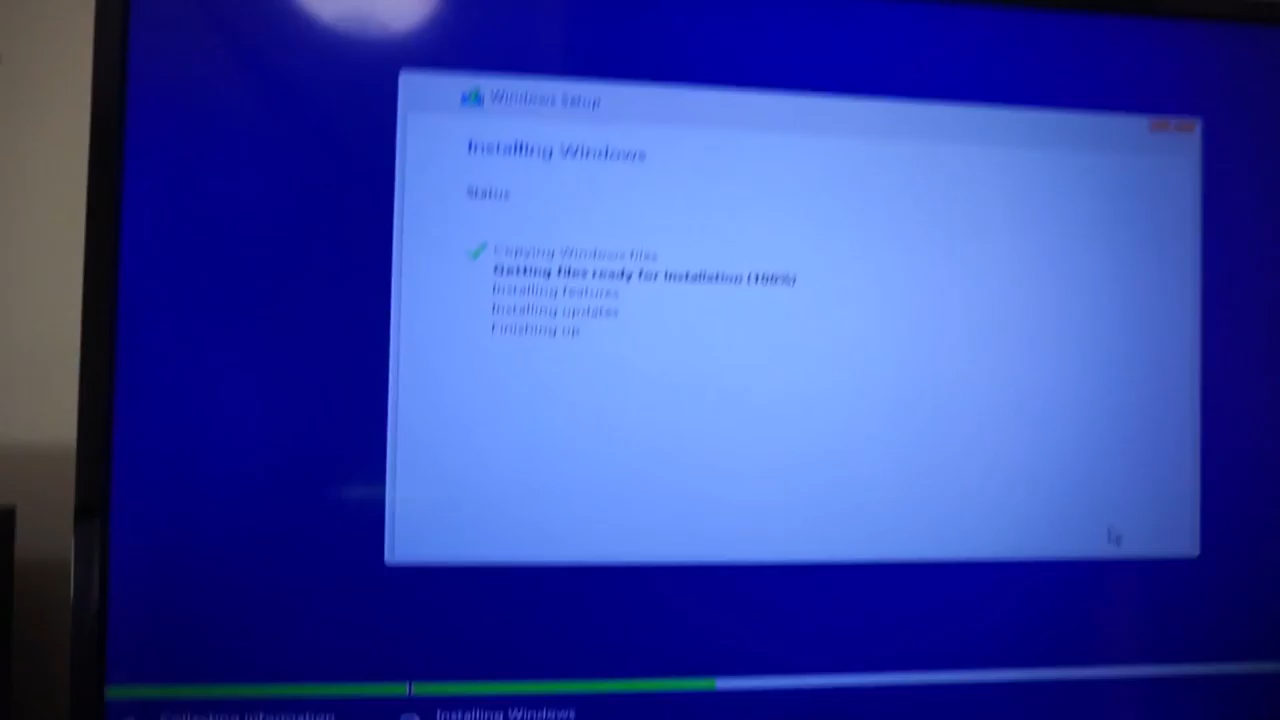 Windows Setup
Installing Windows
Status
Copying Windows files
Getting files ready for installation (100%)
Installing features
Installing updates
Finishing up
Collecting information
Installing Windows